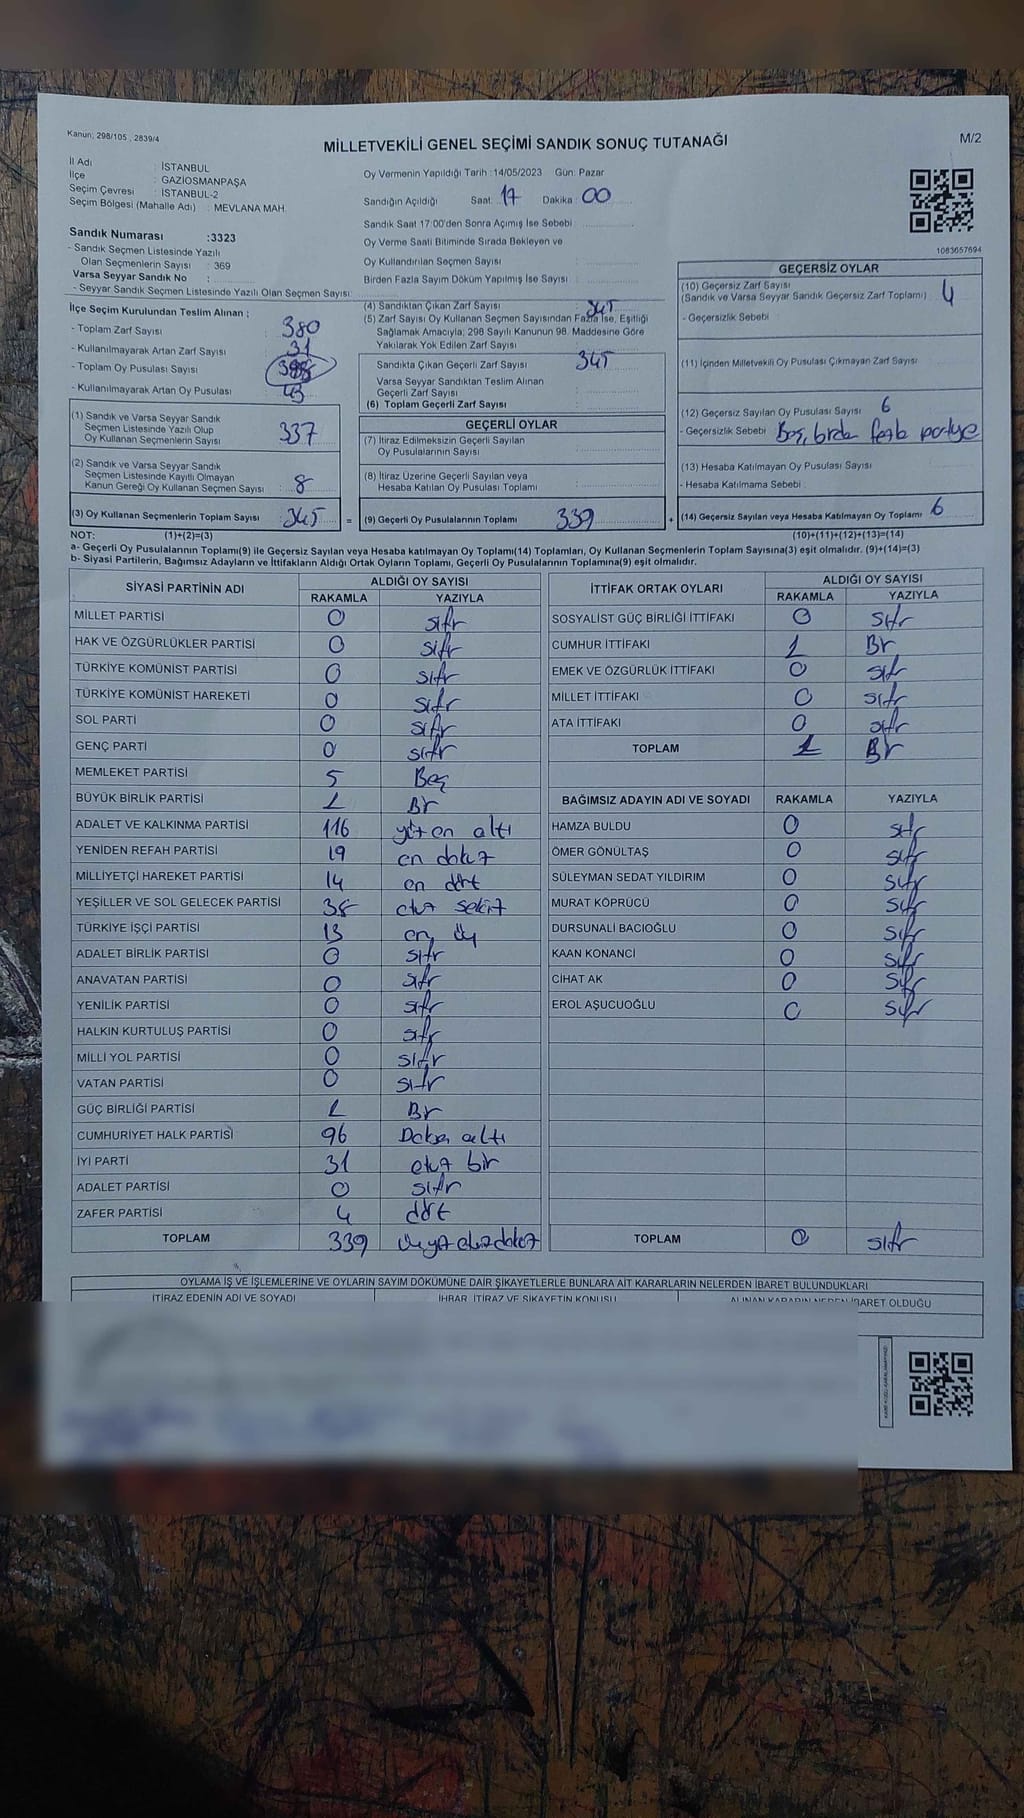 Kanun; 298/105 , 2839/4
MİLLETVEKİLİ GENEL SEÇİMİ SANDIK SONUÇ TUTANAĞI
M/2
İl Adı : İSTANBUL
İlçe : GAZİOSMANPAŞA
Seçim Çevresi : İSTANBUL-2
Seçim Bölgesi (Mahalle Adı) : MEVLANA MAH.
Sandık Numarası :3323
- Sandık Seçmen Listesinde Yazılı
Olan Seçmenlerin Sayısı : 369
Varsa Seyyar Sandık No :
- Seyyar Sandık Seçmen Listesinde Yazılı Olan Seçmen Sayısı:
Oy Vermenin Yapıldığı Tarih : 14/05/2023 Gün: Pazar
Sandığın Açıldığı Saat: 17 Dakika: 00
Sandık Saat 17:00'den Sonra Açımış İse Sebebi :
Oy Verme Saati Bitiminde Sırada Bekleyen ve
Oy Kullandırılan Seçmen Sayısı :
Birden Fazla Sayım Döküm Yapılmış İse Sayısı :
1083657694
İlçe Seçim Kurulundan Teslim Alınan ;
- Toplam Zarf Sayısı : 380
- Kullanılmayarak Artan Zarf Sayısı : 31
- Toplam Oy Pusulası Sayısı :
- Kullanılmayarak Artan Oy Pusulası : 43
(1) Sandık ve Varsa Seyyar Sandık
Seçmen Listesinde Yazılı Olup
Oy Kullanan Seçmenlerin Sayısı : 337
(2) Sandık ve Varsa Seyyar Sandık
Seçmen Listesinde Kayıtlı Olmayan
Kanun Gereği Oy Kullanan Seçmen Sayısı : 8
(3) Oy Kullanan Seçmenlerin Toplam Sayısı : 345 =
(4) Sandıktan Çıkan Zarf Sayısı : 345
(5) Zarf Sayısı Oy Kullanan Seçmen Sayısından Fazla İse, Eşitliği
Sağlamak Amacıyla; 298 Sayılı Kanunun 98. Maddesine Göre
Yakılarak Yok Edilen Zarf Sayısı :
Sandıkta Çıkan Geçerli Zarf Sayısı : 345
Varsa Seyyar Sandıktan Teslim Alınan
Geçerli Zarf Sayısı :
(6) Toplam Geçerli Zarf Sayısı :
GEÇERLİ OYLAR
(7) İtiraz Edilmeksizin Geçerli Sayılan
Oy Pusulalarının Sayısı :
(8) İtiraz Üzerine Geçerli Sayılan veya
Hesaba Katılan Oy Pusulası Toplamı :
(9) Geçerli Oy Pusulalarının Toplamı : 339 +
GEÇERSİZ OYLAR
(10) Geçersiz Zarf Sayısı
(Sandık ve Varsa Seyyar Sandık Geçersiz Zarf Toplamı) : 4
- Geçersizlik Sebebi :
(11) İçinden Milletvekili Oy Pusulası Çıkmayan Zarf Sayısı :
(12) Geçersiz Sayılan Oy Pusulası Sayısı : 6
- Geçersizlik Sebebi : Boş, birden fazla partiye
(13) Hesaba Katılmayan Oy Pusulası Sayısı :
- Hesaba Katılmama Sebebi :
(14) Geçersiz Sayılan veya Hesaba Katılmayan Oy Toplamı : 6
NOT: (1)+(2)=(3) (10)+(11)+(12)+(13)=(14)
a- Geçerli Oy Pusulalarının Toplamı(9) ile Geçersiz Sayılan veya Hesaba katılmayan Oy Toplamı(14) Toplamları, Oy Kullanan Seçmenlerin Toplam Sayısına(3) eşit olmalıdır. (9)+(14)=(3)
b- Siyasi Partilerin, Bağımsız Adayların ve İttifakların Aldığı Ortak Oyların Toplamı, Geçerli Oy Pusulalarının Toplamına(9) eşit olmalıdır.
SİYASİ PARTİNİN ADI ALDIĞI OY SAYISI
RAKAMLA YAZIYLA
MİLLET PARTİSİ 0 sıfır
HAK VE ÖZGÜRLÜKLER PARTİSİ 0 sıfır
TÜRKİYE KOMÜNİST PARTİSİ 0 sıfır
TÜRKİYE KOMÜNİST HAREKETİ 0 sıfır
SOL PARTİ 0 sıfır
GENÇ PARTİ 0 sıfır
MEMLEKET PARTİSİ 5 Beş
BÜYÜK BİRLİK PARTİSİ 1 Bir
ADALET VE KALKINMA PARTİSİ 116 yüz on altı
YENİDEN REFAH PARTİSİ 19 on dokuz
MİLLİYETÇİ HAREKET PARTİSİ 14 on dört
YEŞİLLER VE SOL GELECEK PARTİSİ 38 otuz sekiz
TÜRKİYE İŞÇİ PARTİSİ 13 on üç
ADALET BİRLİK PARTİSİ 0 sıfır
ANAVATAN PARTİSİ 0 sıfır
YENİLİK PARTİSİ 0 sıfır
HALKIN KURTULUŞ PARTİSİ 0 sıfır
MİLLİ YOL PARTİSİ 0 sıfır
VATAN PARTİSİ 0 sıfır
GÜÇ BİRLİĞİ PARTİSİ 1 Bir
CUMHURİYET HALK PARTİSİ 96 Doksan altı
İYİ PARTİ 31 otuz bir
ADALET PARTİSİ 0 sıfır
ZAFER PARTİSİ 4 dört
TOPLAM 339 üçyüz otuzdokuz
İTTİFAK ORTAK OYLARI ALDIĞI OY SAYISI
RAKAMLA YAZIYLA
SOSYALİST GÜÇ BİRLİĞİ İTTİFAKI 0 sıfır
CUMHUR İTTİFAKI 1 Bir
EMEK VE ÖZGÜRLÜK İTTİFAKI 0 sıfır
MİLLET İTTİFAKI 0 sıfır
ATA İTTİFAKI 0 sıfır
TOPLAM 1 Bir
BAĞIMSIZ ADAYIN ADI VE SOYADI RAKAMLA YAZIYLA
HAMZA BULDU 0 sıfır
ÖMER GÖNÜLTAŞ 0 sıfır
SÜLEYMAN SEDAT YILDIRIM 0 sıfır
MURAT KÖPRÜCÜ 0 sıfır
DURSUNALİ BACIOĞLU 0 sıfır
KAAN KONANCİ 0 sıfır
CİHAT AK 0 sıfır
EROL AŞUCUOĞLU 0 sıfır
TOPLAM 0 sıfır
OYLAMA İŞ VE İŞLEMLERİNE VE OYLARIN SAYIM DÖKÜMÜNE DAİR ŞİKAYETLERLE BUNLARA AİT KARARLARIN NELERDEN İBARET BULUNDUKLARI
İTİRAZ EDENİN ADI VE SOYADI İHBAR, İTİRAZ VE ŞİKAYETİN KONUSU ALINAN KARARIN NEDEN İBARET OLDUĞU